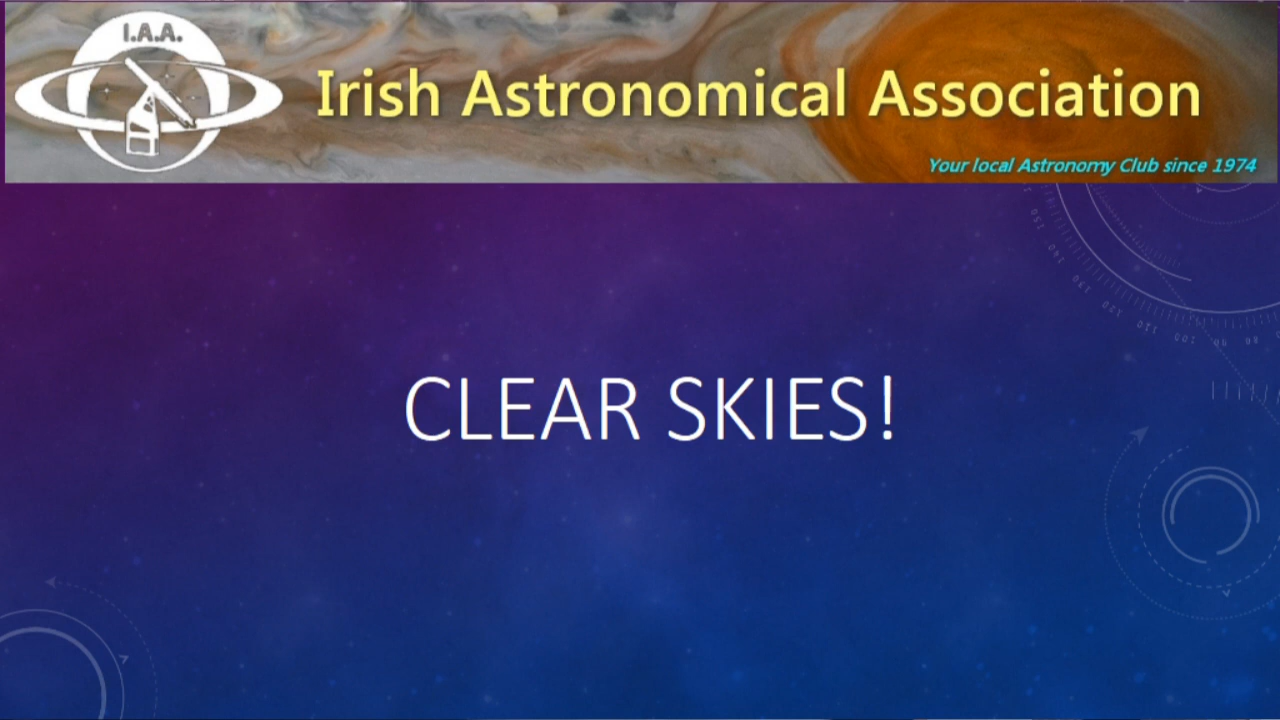 I.A.A.
Irish Astronomical Association
Your local Astronomy Club since 1974
CLEAR SKIES!